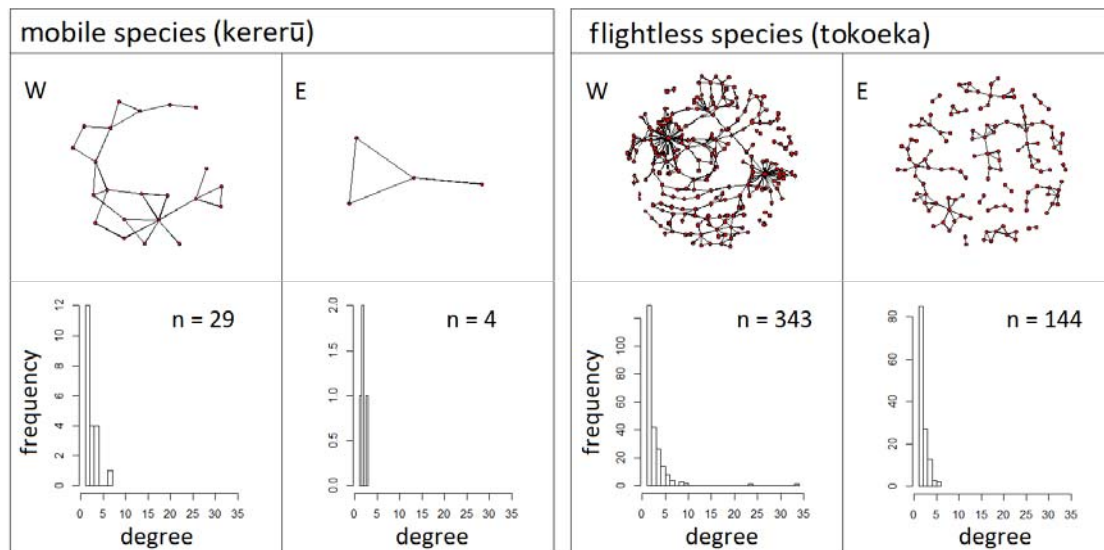 mobile species (kererū)
flightless species (tokoeka)
W
E
W
E
n = 29
n = 4
n = 343
n = 144
frequency
0 2 4 6 8 10 12
0 5 10 15 20 25 30 35
degree
0.0 0.5 1.0 1.5 2.0
0 5 10 15 20 25 30 35
degree
frequency
0 20 40 60 80 100 120
0 5 10 15 20 25 30 35
degree
0 20 40 60 80
0 5 10 15 20 25 30 35
degree